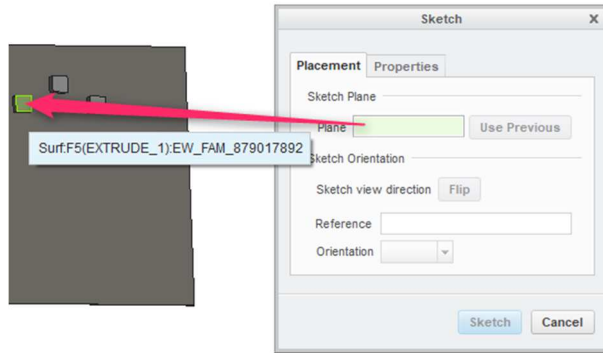 Sketch
X
Placement
Properties
Sketch Plane
Plane
Use Previous
Surf:F5(EXTRUDE_1):EW_FAM_879017892
Sketch Orientation
Sketch view direction
Flip
Reference
Orientation
Sketch
Cancel